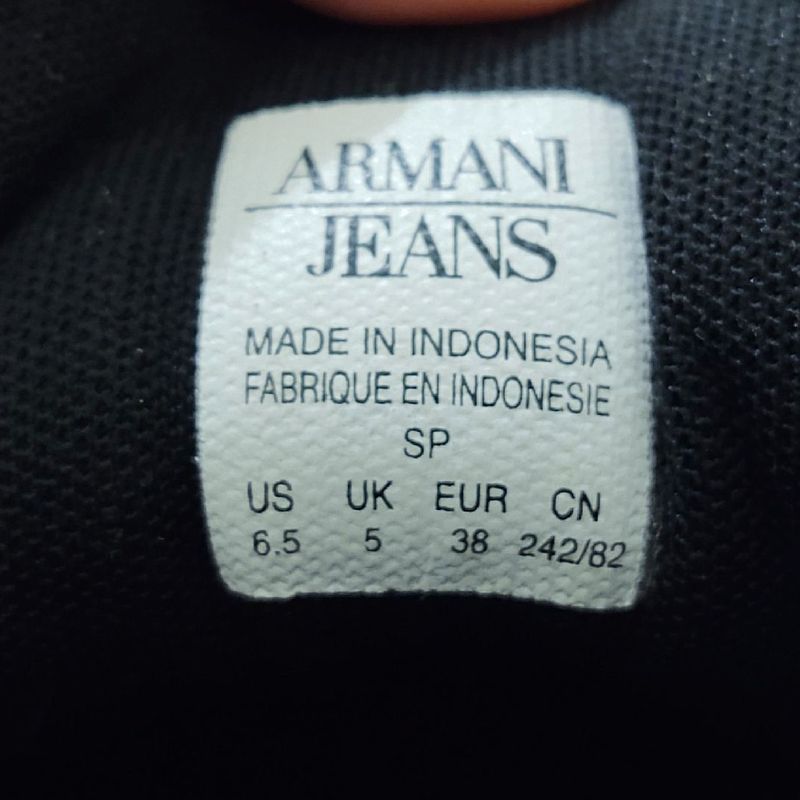 ARMANI
JEANS
MADE IN INDONESIA
FABRIQUE EN INDONESIE
SP
US UK EUR CN
6.5 5 38 242/82